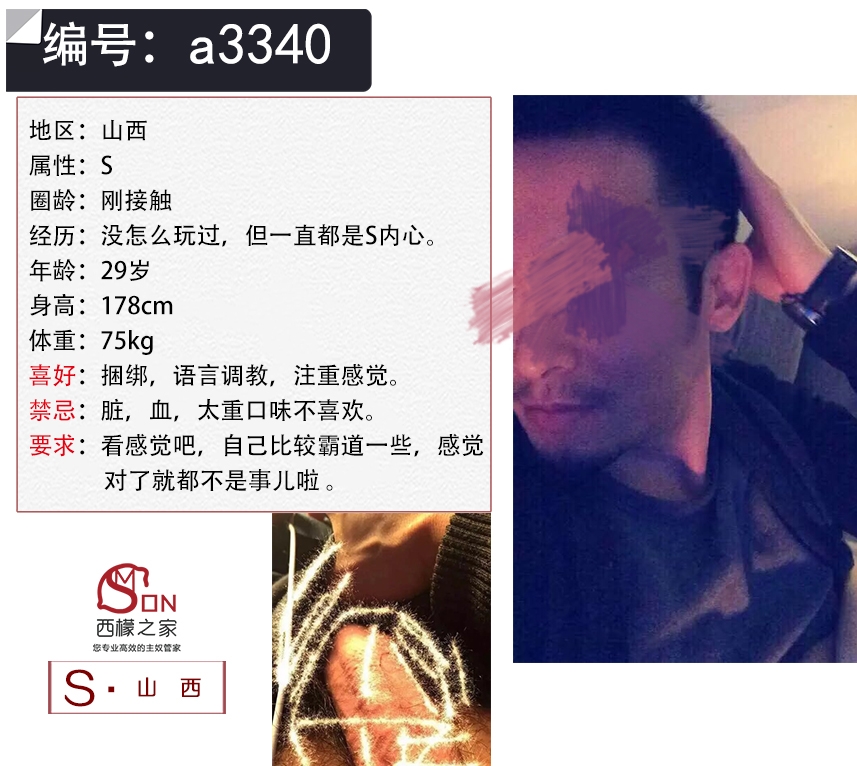 编号：a3340
地区：山西
属性：S
圈龄：刚接触
经历：没怎么玩过，但一直都是S内心。
年龄：29岁
身高：178cm
体重：75kg
喜好：捆绑，语言调教，注重感觉。
禁忌：脏，血，太重口味不喜欢。
要求：看感觉吧，自己比较霸道一些，感觉
对了就都不是事儿啦。
SMON
西檬之家
您专业高效的主奴管家
S·山西